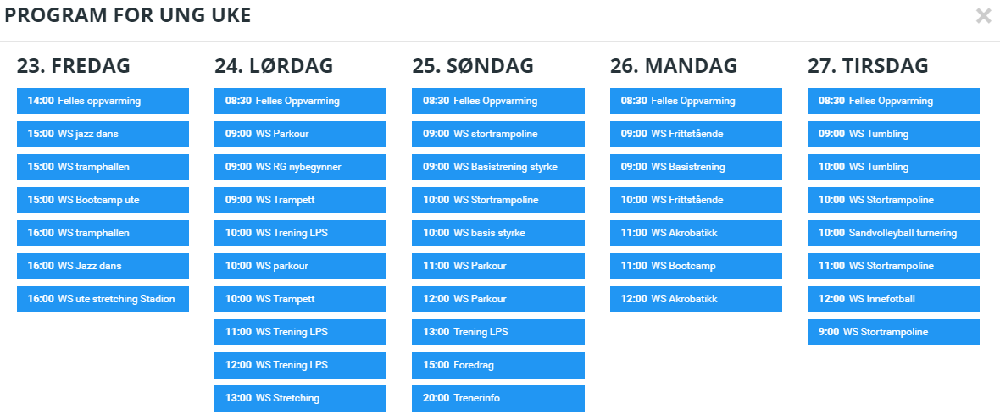 PROGRAM FOR UNG UKE
23. FREDAG
14:00 Felles oppvarming
15:00 WS jazz dans
15:00 WS tramphallen
15:00 WS Bootcamp ute
16:00 WS tramphallen
16:00 WS Jazz dans
16:00 WS ute stretching Stadion
24. LØRDAG
08:30 Felles Oppvarming
09:00 WS Parkour
09:00 WS RG nybegynner
09:00 WS Trampett
10:00 WS Trening LPS
10:00 WS parkour
10:00 WS Trampett
11:00 WS Trening LPS
12:00 WS Trening LPS
13:00 WS Stretching
25. SØNDAG
08:30 Felles Oppvarming
09:00 WS stortrampoline
09:00 WS Basistrening styrke
10:00 WS Stortrampoline
10:00 WS basis styrke
11:00 WS Parkour
12:00 WS Parkour
13:00 Trening LPS
15:00 Foredrag
20:00 Trenerinfo
26. MANDAG
08:30 Felles Oppvarming
09:00 WS Frittstående
09:00 WS Basistrening
10:00 WS Frittstående
11:00 WS Akrobatikk
11:00 WS Bootcamp
12:00 WS Akrobatikk
27. TIRSDAG
08:30 Felles Oppvarming
09:00 WS Tumbling
10:00 WS Tumbling
10:00 WS Stortrampoline
10:00 Sandvolleyball turnering
11:00 WS Stortrampoline
12:00 WS Innefotball
9:00 WS Stortrampoline